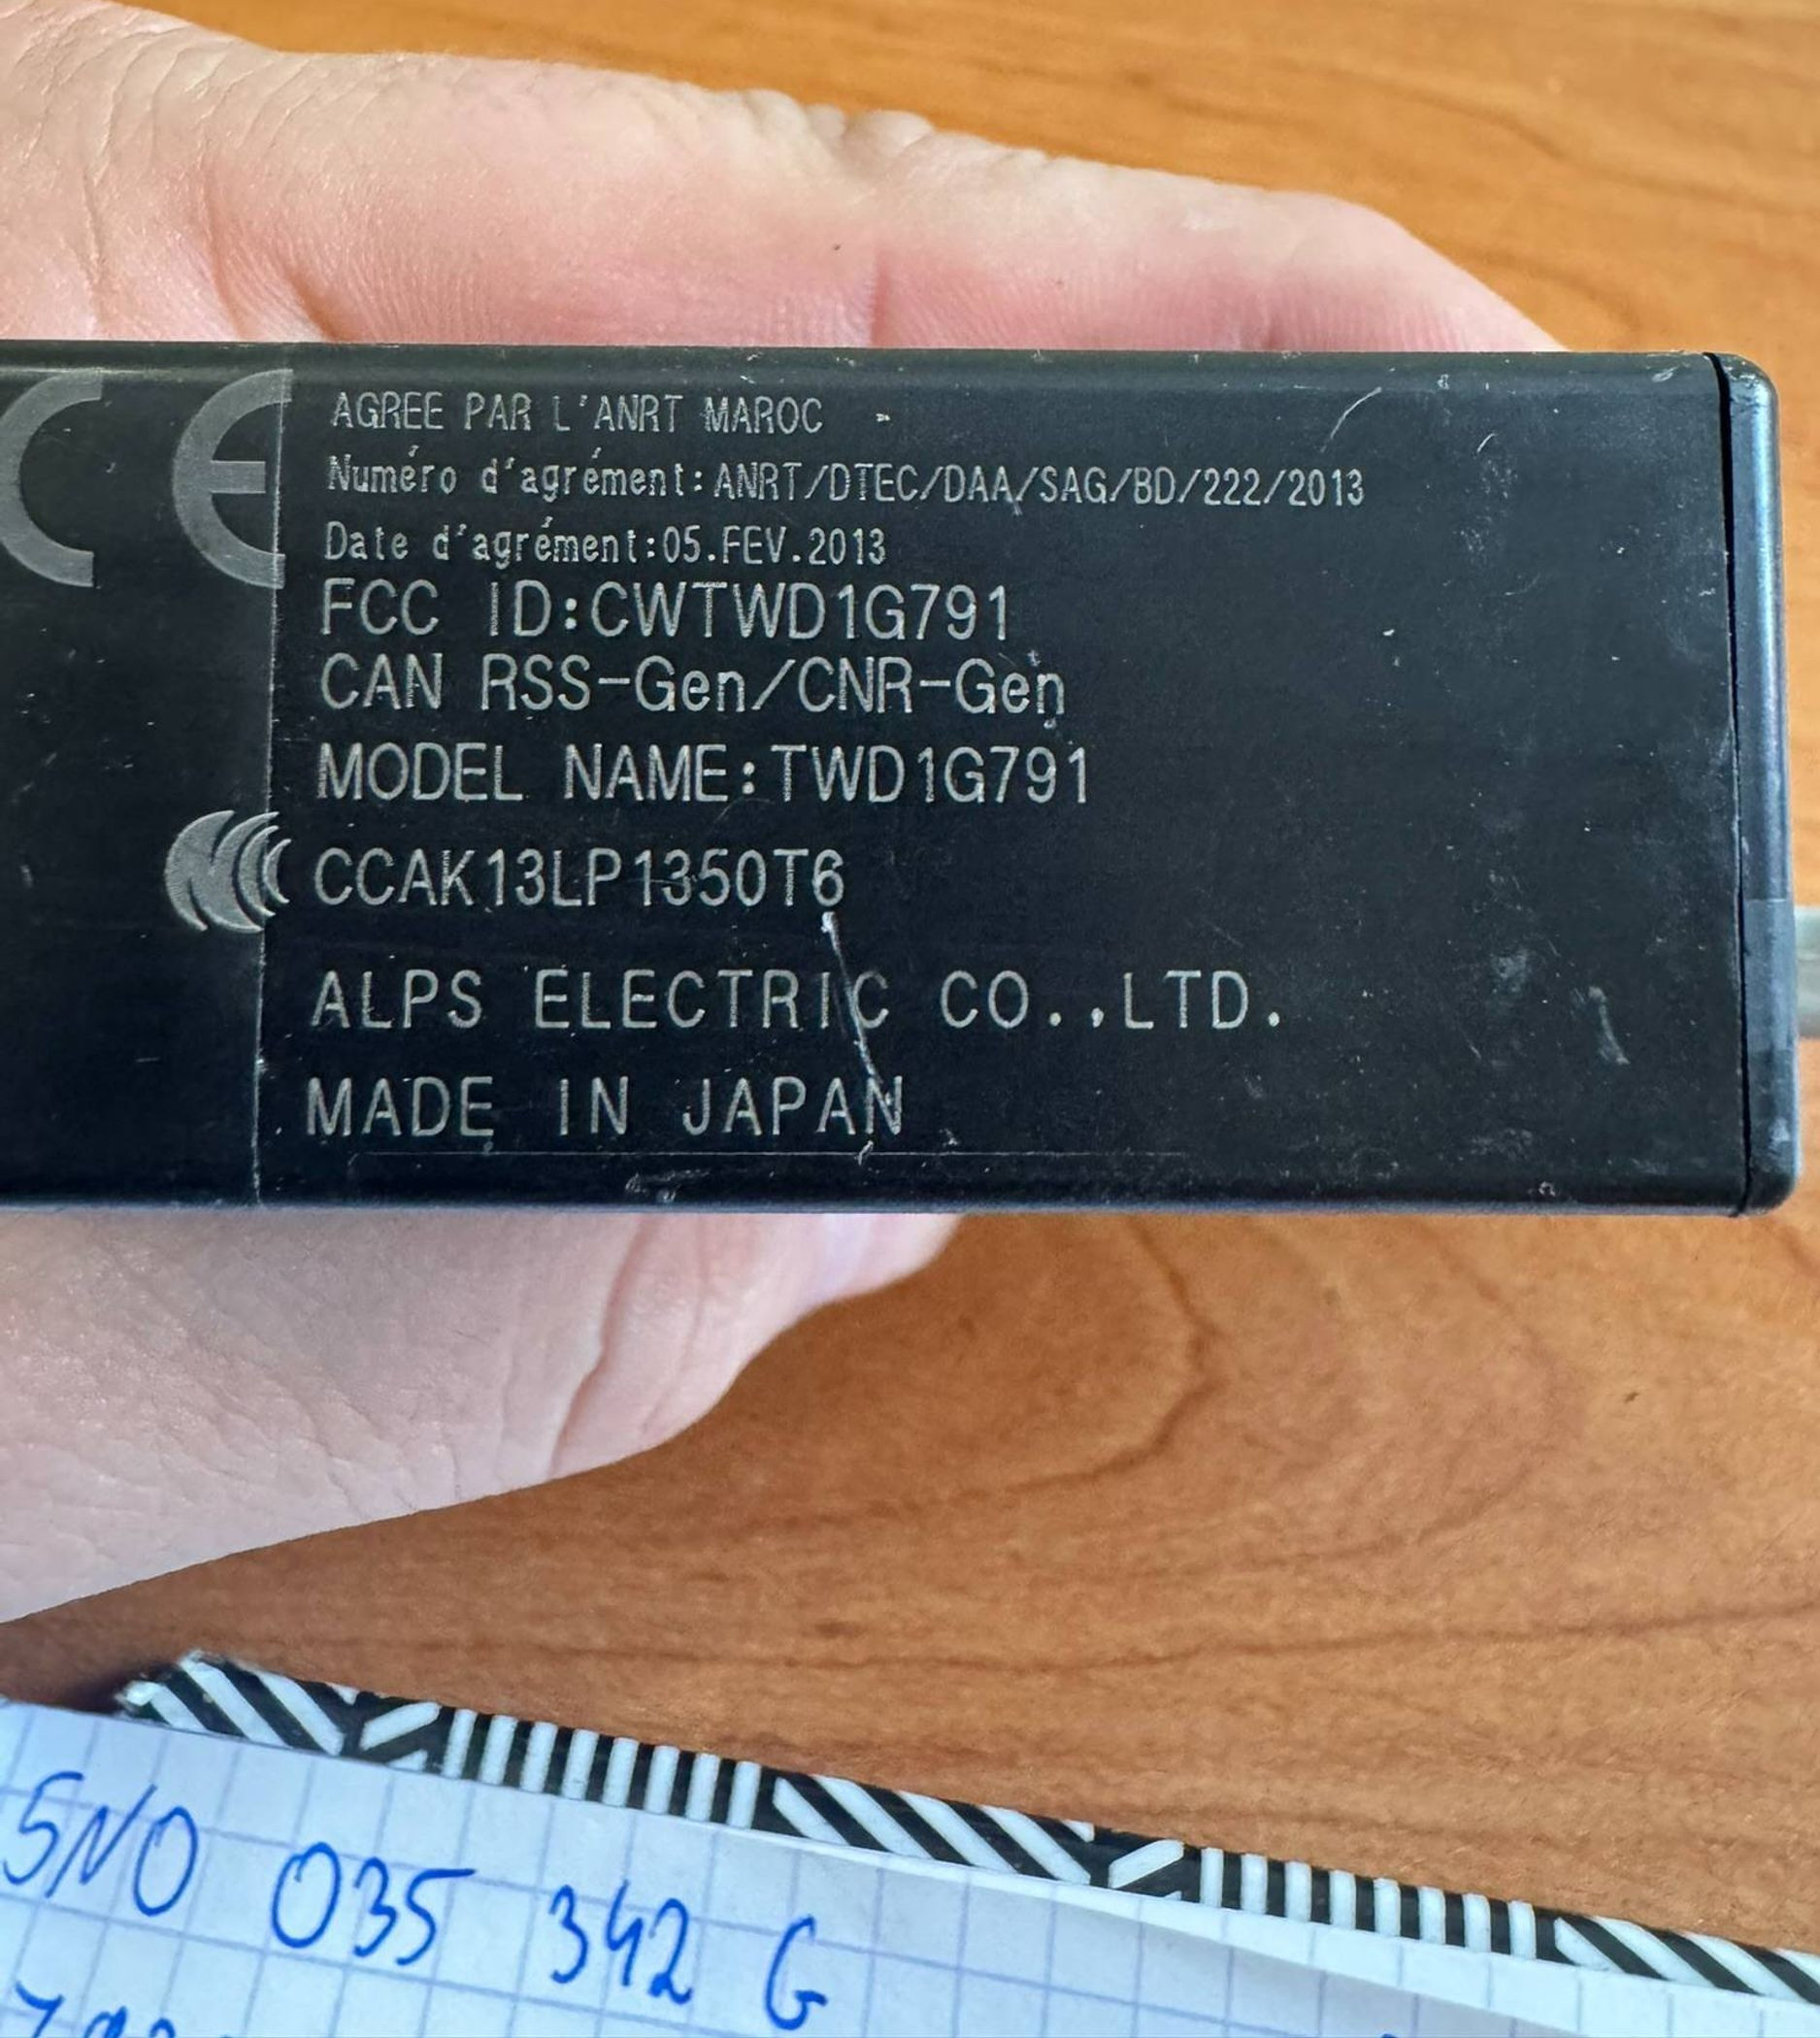 CE
AGREE PAR L'ANRT MAROC
Numéro d'agrément: ANRT/DTEC/DAA/SAG/BD/222/2013
Date d'agrément:05.FEV.2013
FCC ID:CWTWD1G791
CAN RSS-Gen/CNR-Gen
MODEL NAME:TWD1G791
CCAK13LP1350T6
ALPS ELECTRIC CO.,LTD.
MADE IN JAPAN
5NO 035 342 G